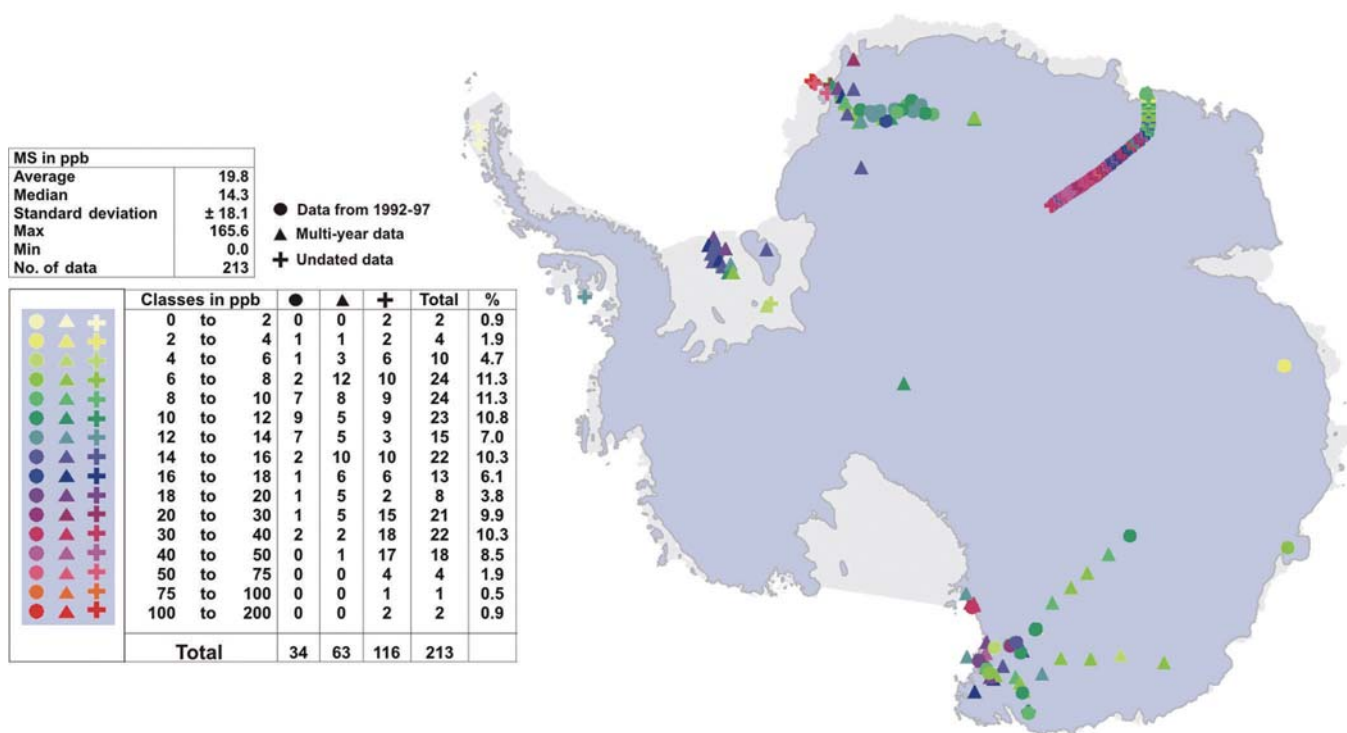 MS in ppb
Average 19.8
Median 14.3
Standard deviation ± 18.1
Max 165.6
Min 0.0
No. of data 213
Data from 1992-97
Multi-year data
Undated data
Classes in ppb Total %
0 to 2 0 0 2 2 0.9
2 to 4 1 1 2 4 1.9
4 to 6 1 3 6 10 4.7
6 to 8 2 12 10 24 11.3
8 to 10 7 8 9 24 11.3
10 to 12 9 5 9 23 10.8
12 to 14 7 5 3 15 7.0
14 to 16 2 10 10 22 10.3
16 to 18 1 6 6 13 6.1
18 to 20 1 5 2 8 3.8
20 to 30 1 5 15 21 9.9
30 to 40 2 2 18 22 10.3
40 to 50 0 1 17 18 8.5
50 to 75 0 0 4 4 1.9
75 to 100 0 0 1 1 0.5
100 to 200 0 0 2 2 0.9
Total 34 63 116 213